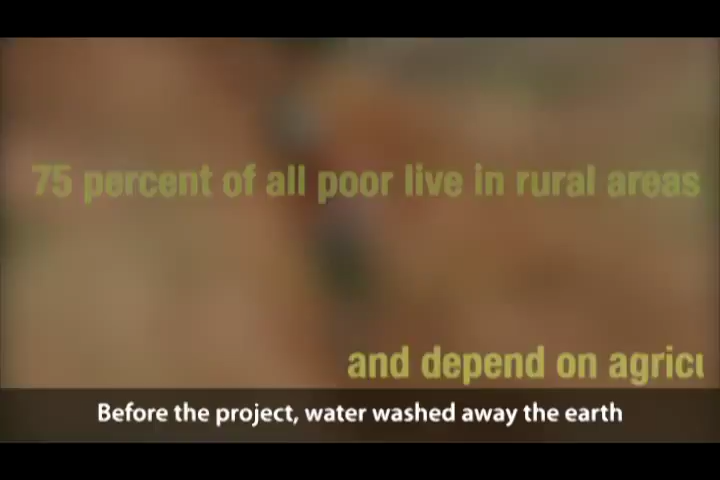 75 percent of all poor live in rural areas
and depend on agricu
Before the project, water washed away the earth